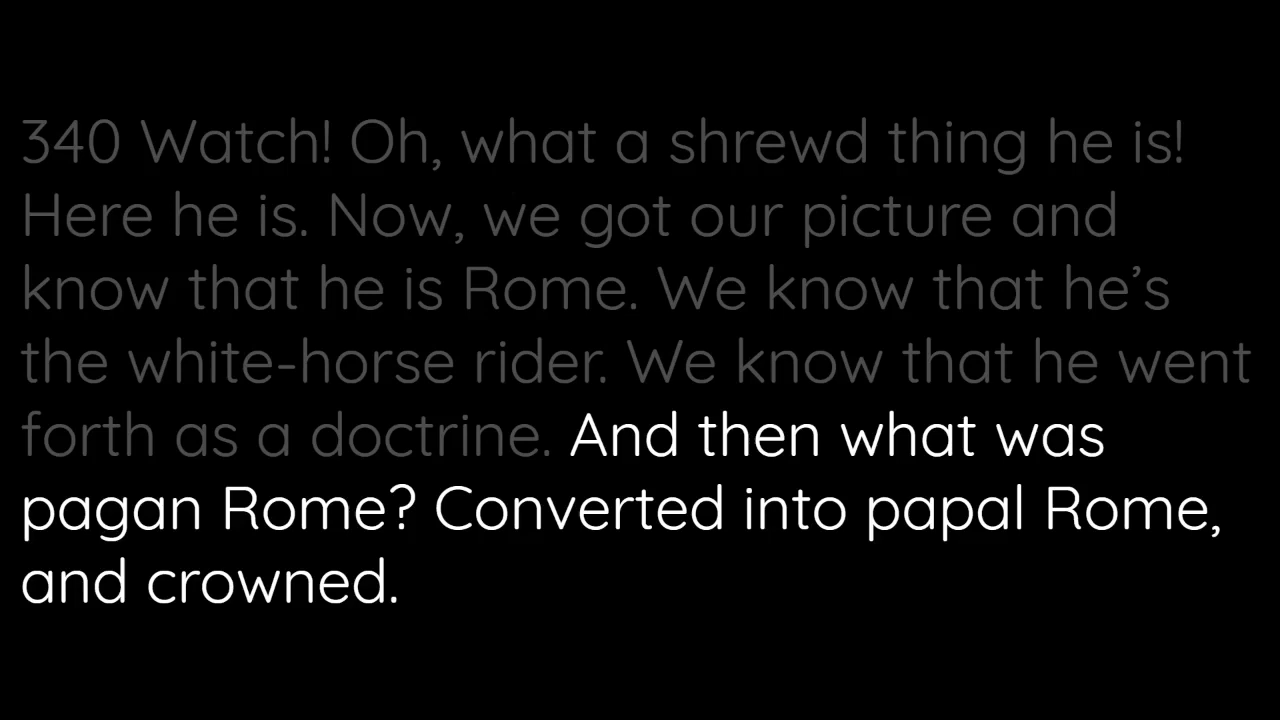 340 Watch! Oh, what a shrewd thing he is!
Here he is. Now, we got our picture and
know that he is Rome. We know that he’s
the white-horse rider. We know that he went
forth as a doctrine. And then what was
pagan Rome? Converted into papal Rome,
and crowned.